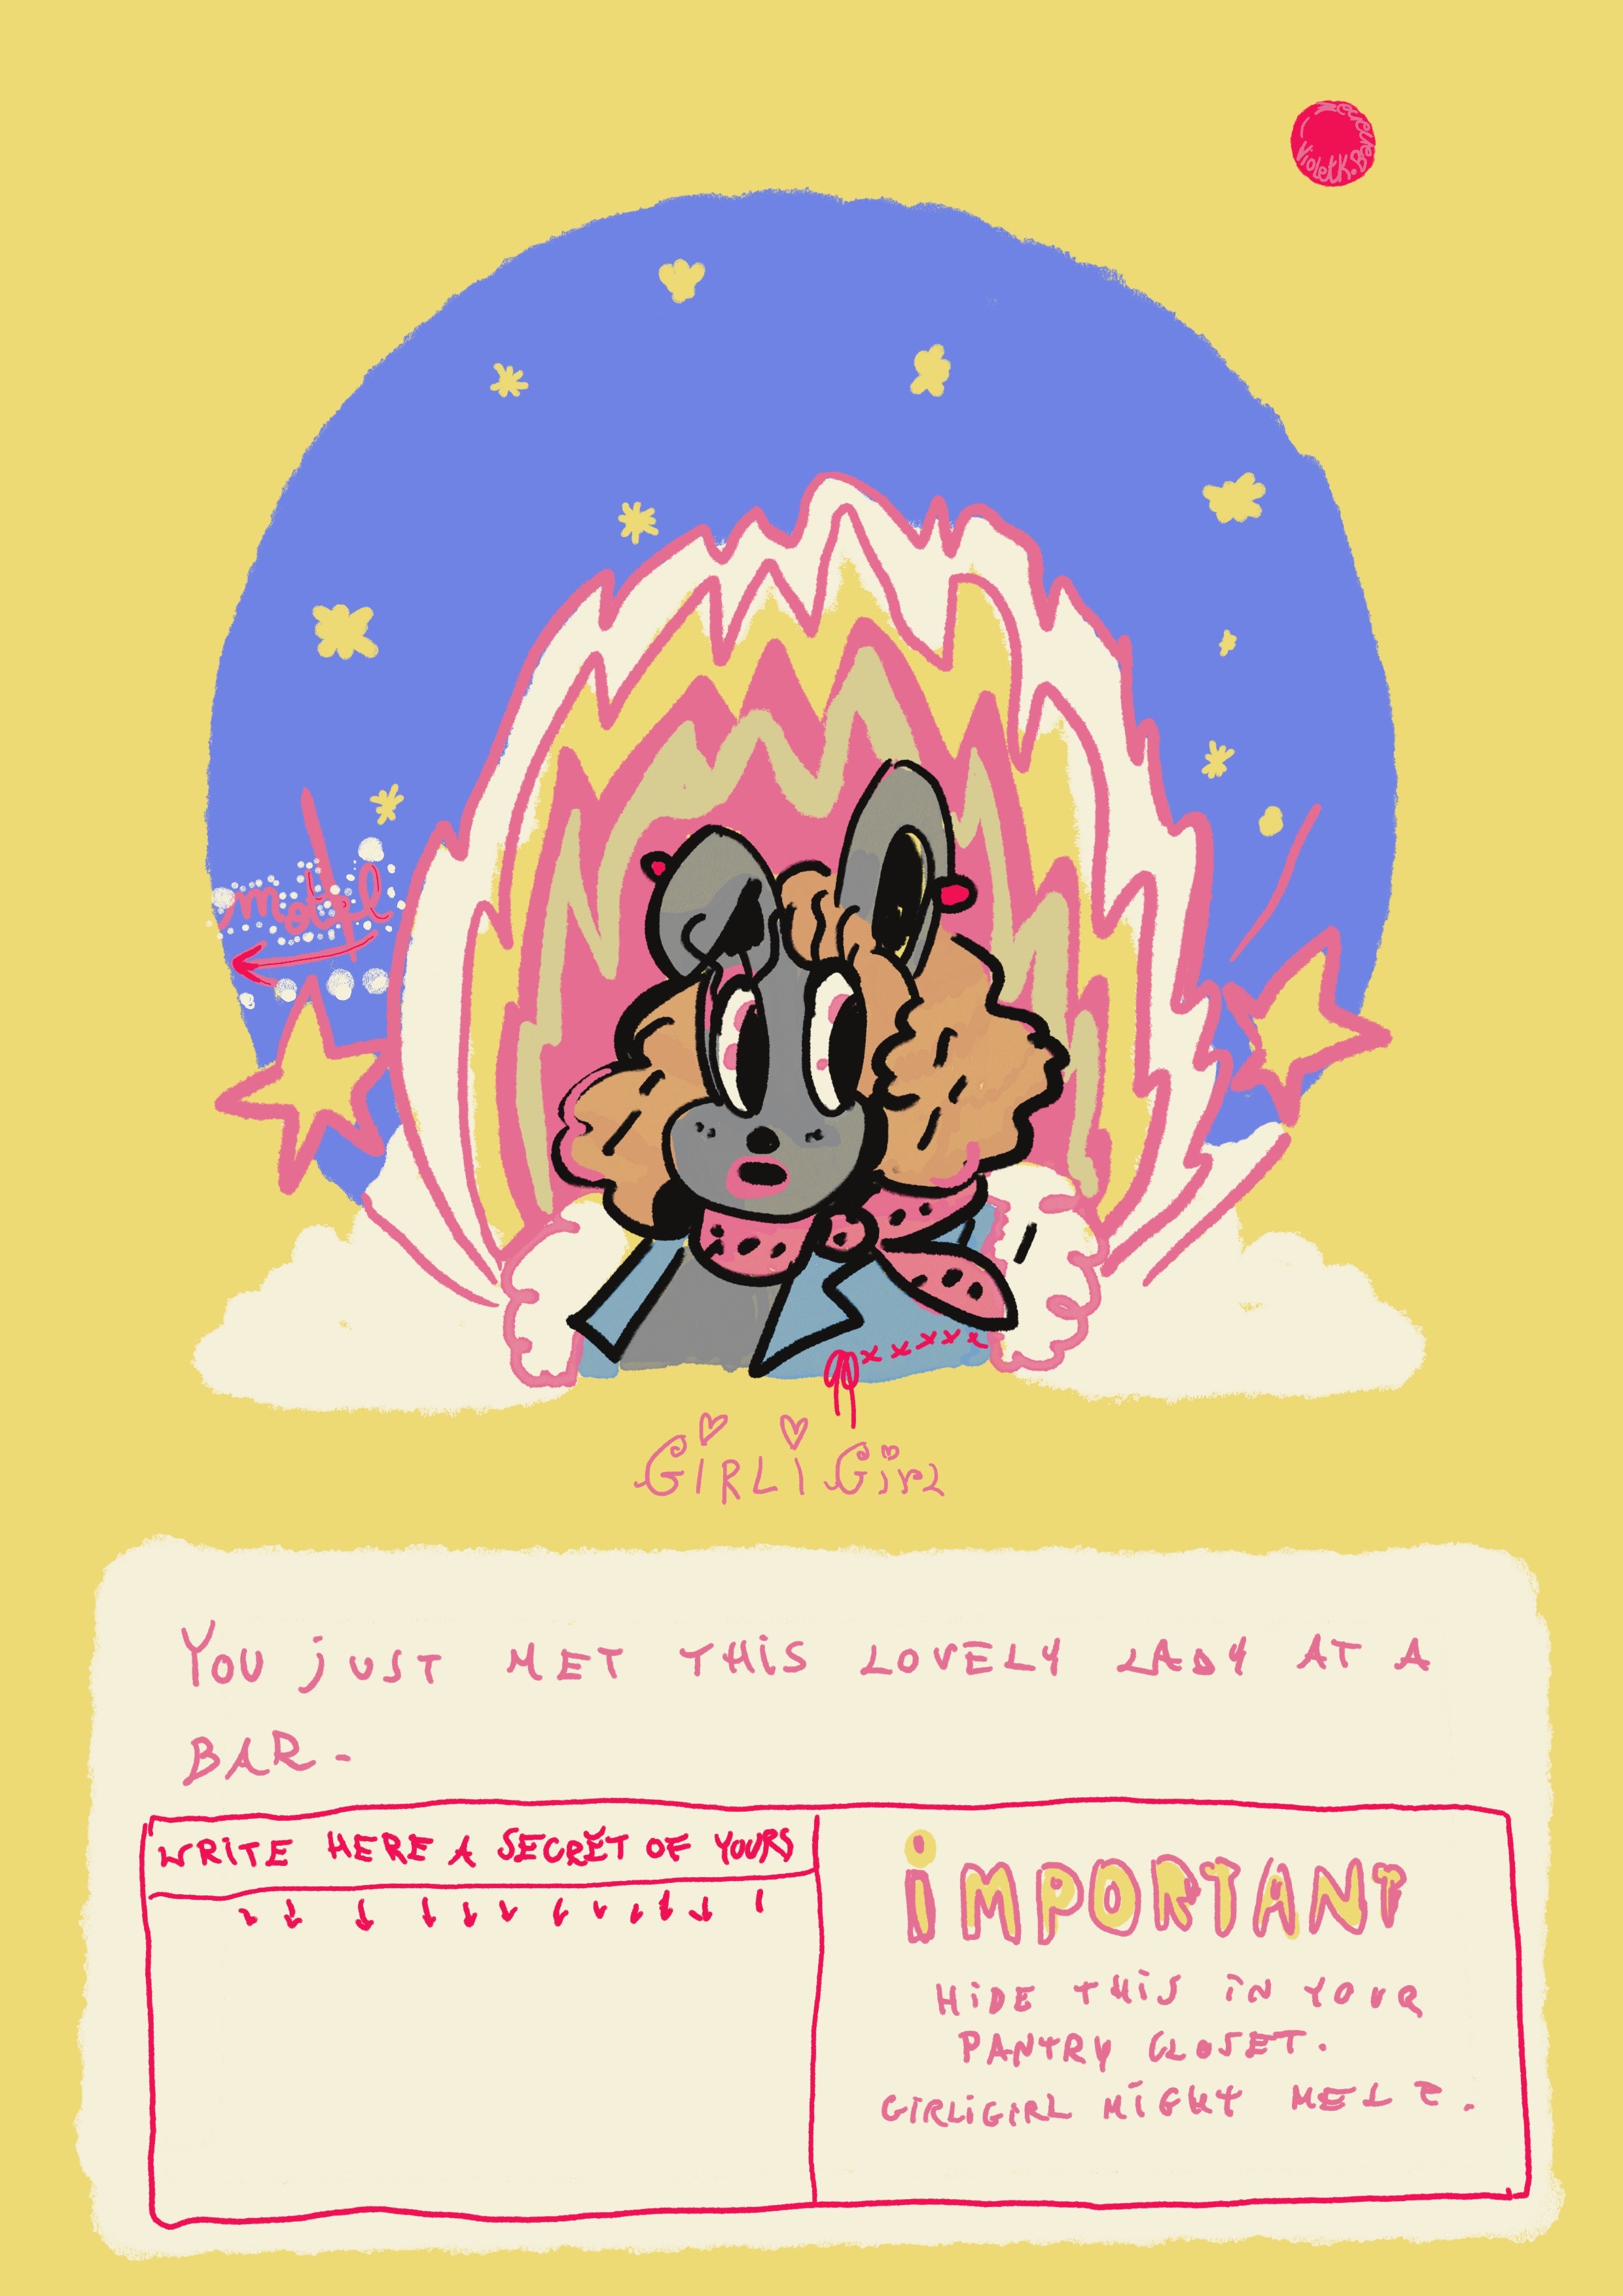 VioletK.B
motel
GiRLi Girl
YOU jUST MET THiS LOVELY LADY AT A
BAR-
WRiTE HERE A SECRET OF YOURS
iMPORTANT
HiDE THiS iN YOUR
PANTRY CLOSET.
GiRLiGiRL MiGHT MELT.